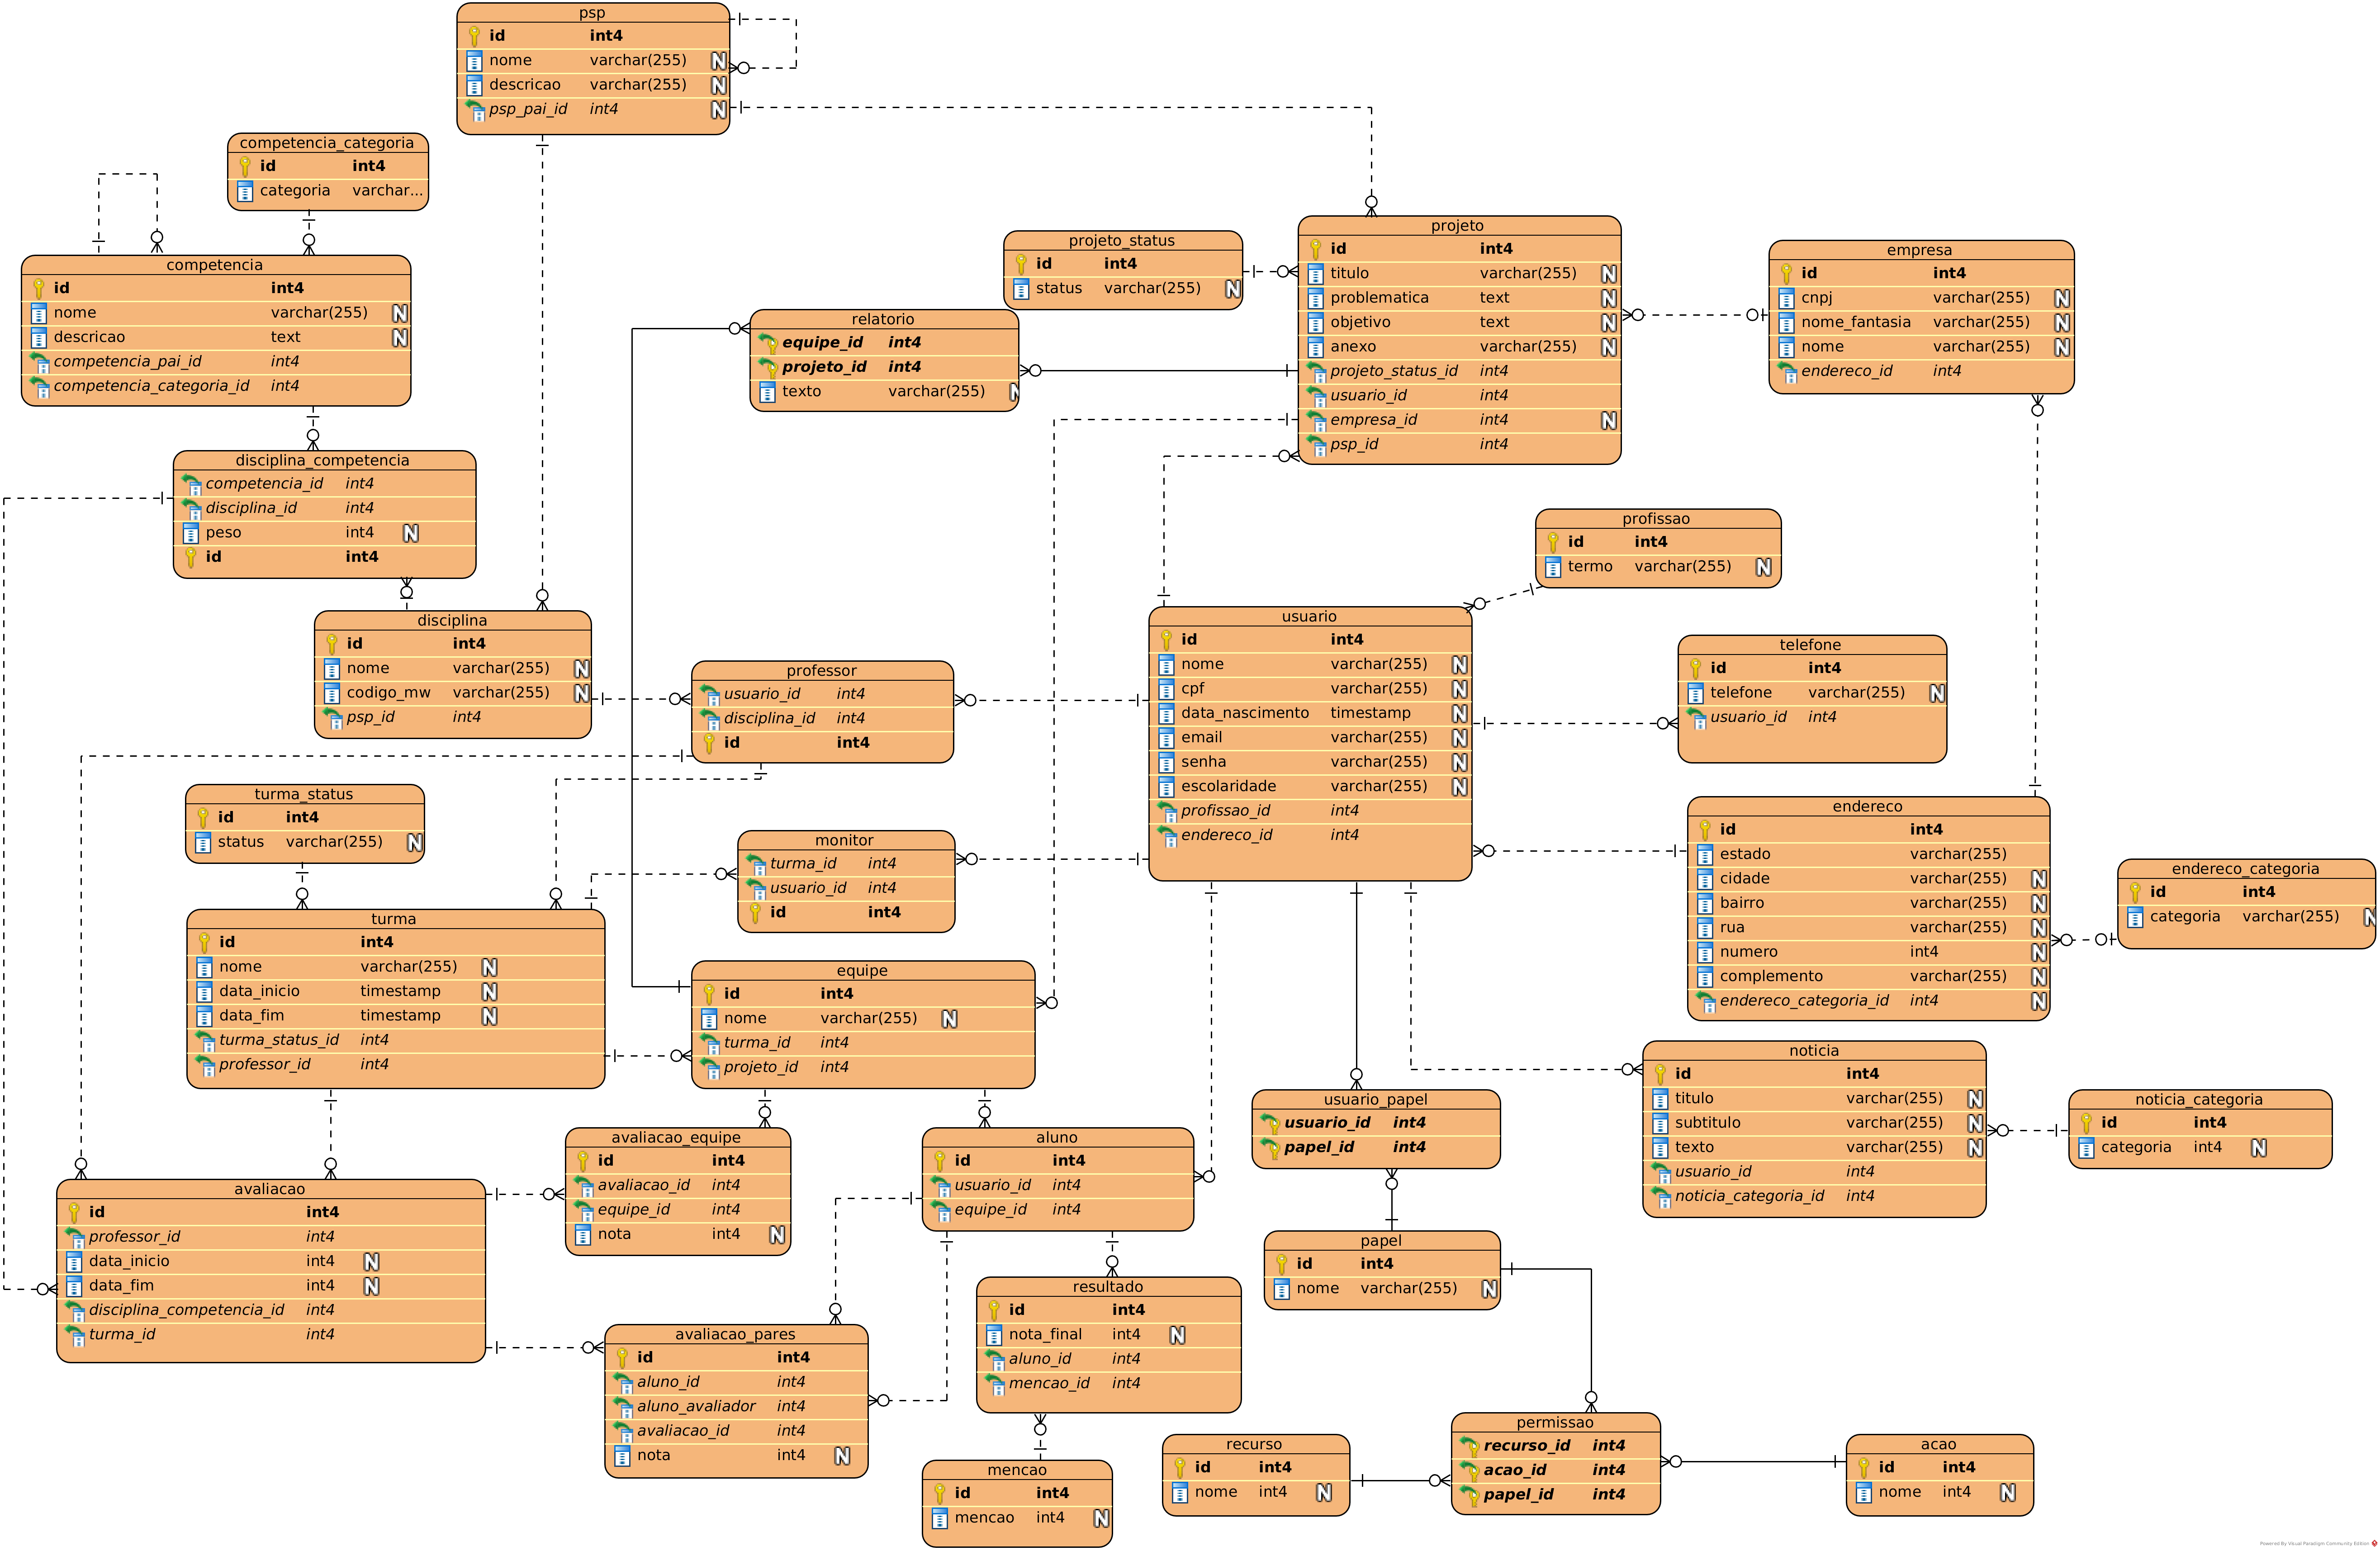 psp
id int4
nome varchar(255) N
descricao varchar(255) N
psp_pai_id int4 N
competencia_categoria
id int4
categoria varchar...
competencia
id int4
nome varchar(255) N
descricao text N
competencia_pai_id int4
competencia_categoria_id int4
projeto_status
id int4
status varchar(255) N
projeto
id int4
titulo varchar(255) N
problematica text N
objetivo text N
anexo varchar(255) N
projeto_status_id int4
usuario_id int4
empresa_id int4 N
psp_id int4
empresa
id int4
cnpj varchar(255) N
nome_fantasia varchar(255) N
nome varchar(255) N
endereco_id int4
relatorio
equipe_id int4
projeto_id int4
texto varchar(255) N
disciplina_competencia
competencia_id int4
disciplina_id int4
peso int4 N
id int4
profissao
id int4
termo varchar(255) N
disciplina
id int4
nome varchar(255) N
codigo_mw varchar(255) N
psp_id int4
professor
usuario_id int4
disciplina_id int4
id int4
usuario
id int4
nome varchar(255) N
cpf varchar(255) N
data_nascimento timestamp N
email varchar(255) N
senha varchar(255) N
escolaridade varchar(255) N
profissao_id int4
endereco_id int4
telefone
id int4
telefone varchar(255) N
usuario_id int4
turma_status
id int4
status varchar(255) N
monitor
turma_id int4
usuario_id int4
id int4
endereco
id int4
estado varchar(255)
cidade varchar(255) N
bairro varchar(255) N
rua varchar(255) N
numero int4 N
complemento varchar(255) N
endereco_categoria_id int4 N
endereco_categoria
id int4
categoria varchar(255) N
turma
id int4
nome varchar(255) N
data_inicio timestamp N
data_fim timestamp N
turma_status_id int4
professor_id int4
equipe
id int4
nome varchar(255) N
turma_id int4
projeto_id int4
noticia
id int4
titulo varchar(255) N
subtitulo varchar(255) N
texto varchar(255) N
usuario_id int4
noticia_categoria_id int4
noticia_categoria
id int4
categoria int4 N
usuario_papel
usuario_id int4
papel_id int4
avaliacao_equipe
id int4
avaliacao_id int4
equipe_id int4
nota int4 N
aluno
id int4
usuario_id int4
equipe_id int4
avaliacao
id int4
professor_id int4
data_inicio int4 N
data_fim int4 N
disciplina_competencia_id int4
turma_id int4
papel
id int4
nome varchar(255) N
resultado
id int4
nota_final int4 N
aluno_id int4
mencao_id int4
avaliacao_pares
id int4
aluno_id int4
aluno_avaliador int4
avaliacao_id int4
nota int4 N
mencao
id int4
mencao int4 N
recurso
id int4
nome int4 N
permissao
recurso_id int4
acao_id int4
papel_id int4
acao
id int4
nome int4 N
Powered By Visual Paradigm Community Edition